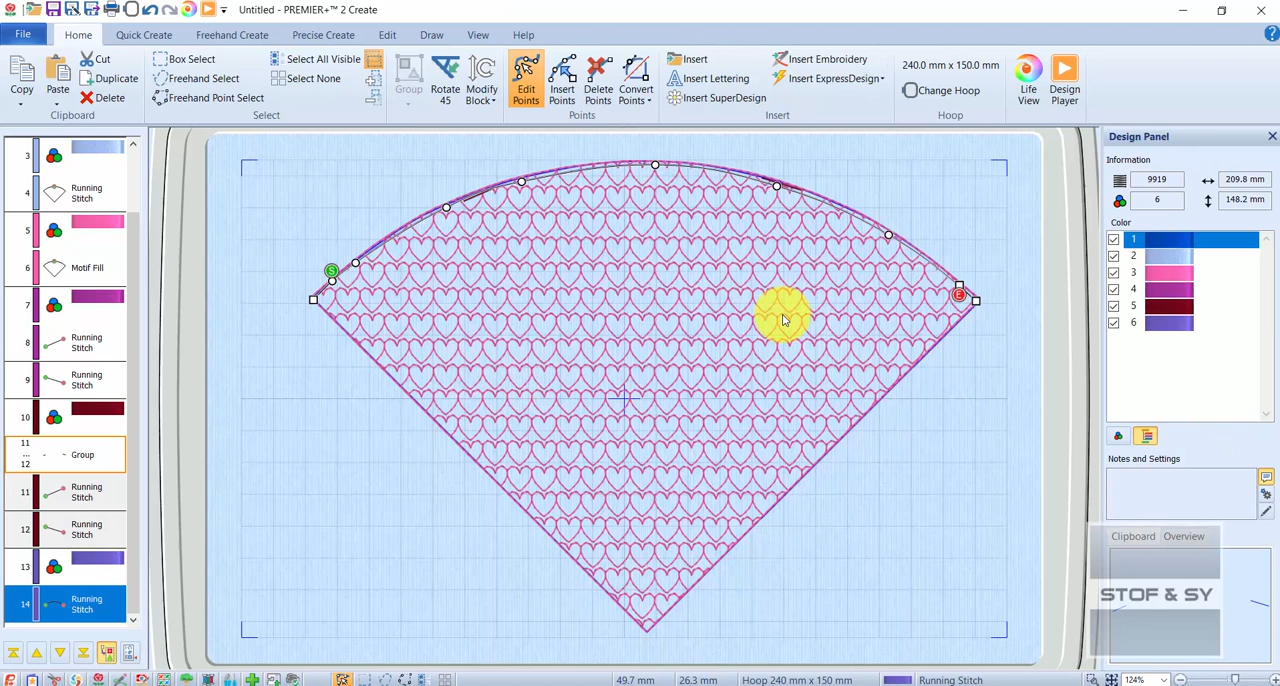 Untitled - PREMIER+™ 2 Create
File
Home
Quick Create
Freehand Create
Precise Create
Edit
Draw
View
Help
Copy
Paste
Cut
Duplicate
Delete
Clipboard
Box Select
Freehand Select
Freehand Point Select
Select All Visible
Select None
Select
Group
Rotate
45
Modify
Block
Edit
Points
Insert
Points
Delete
Points
Convert
Points
Points
Insert
Insert Lettering
Insert SuperDesign
Insert Embroidery
Insert ExpressDesign
Insert
240.0 mm x 150.0 mm
Change Hoop
Hoop
Life
View
Design
Player
3
4
Running
Stitch
5
6
Motif Fill
7
8
Running
Stitch
9
Running
Stitch
10
11
...
12
Group
11
Running
Stitch
12
Running
Stitch
13
14
Running
Stitch
S
E
Design Panel
Information
9919
209.8 mm
6
148.2 mm
Color
1
2
3
4
5
6
Notes and Settings
Clipboard
Overview
STOF & SY
49.7 mm
26.3 mm
Hoop 240 mm x 150 mm
Running Stitch
124%